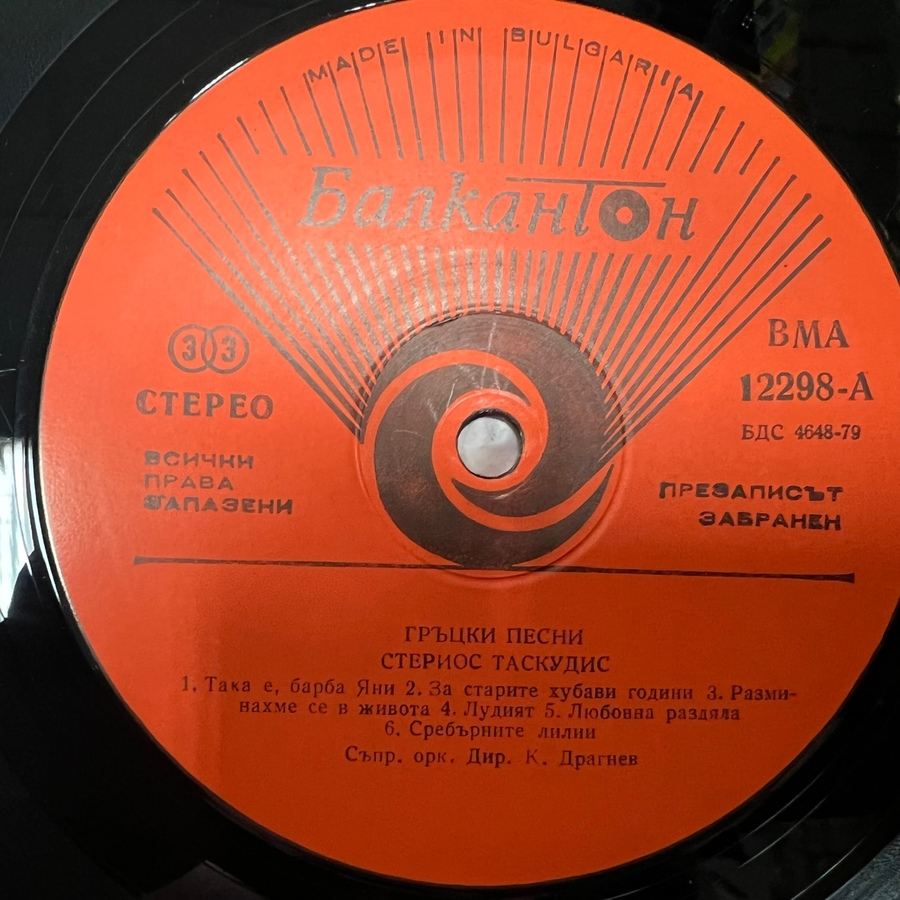 MADE IN BULGARIA
Балкантон
33
СТЕРЕО
ВСИЧКИ
ПРАВА
ЗАПАЗЕНИ
ВМА
12298-А
БДС 4648-79
ПРЕЗАПИСЪТ
ЗАБРАНЕН
ГРЪЦКИ ПЕСНИ
СТЕРИОС ТАСКУДИС
1. Така е, барба Яни 2. За старите хубави години 3. Разми-
нахме се в живота 4. Лудият 5. Любовна раздяла
6. Сребърните лилии
Съпр. орк. Дир. К. Драгнев